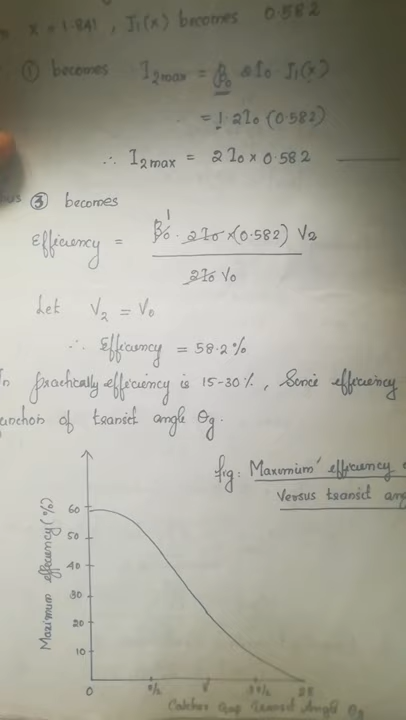 x = 1.841, J1(x) becomes 0.582
① becomes I2max = β0 2I0 J1(x)
= 1.2I0 (0.582)
∴ I2max = 2I0 x 0.582
③ becomes
Efficiency = β0 1 . 2I0 x(0.582) V2
2I0 V0
Let V2 = V0
∴ Efficiency = 58.2%
In practically efficiency is 15-30%, Since efficiency
of transit angle θg.
fig: Maximum efficiency
Versus transit
Maximum efficiency (%)
60
50
40
30
20
10
0 π/2 π 3π/2 2π
Catcher Gap Transit Angle θg